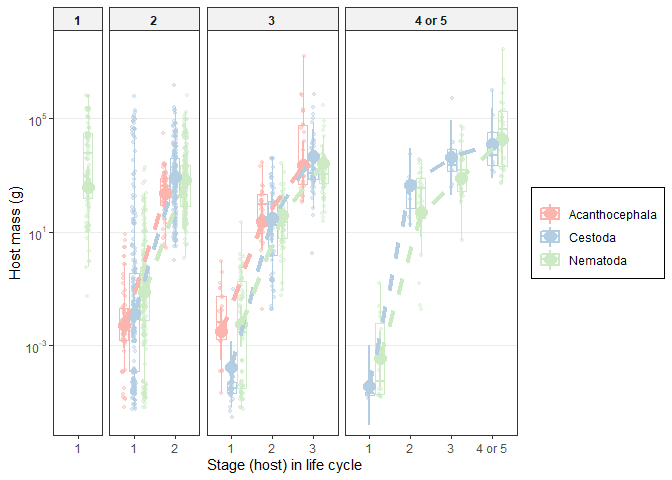 1 2 3 4 or 5
Host mass (g)
10^5
10^1
10^-3
1 1 2 1 2 3 1 2 3 4 or 5
Stage (host) in life cycle
Acanthocephala
Cestoda
Nematoda